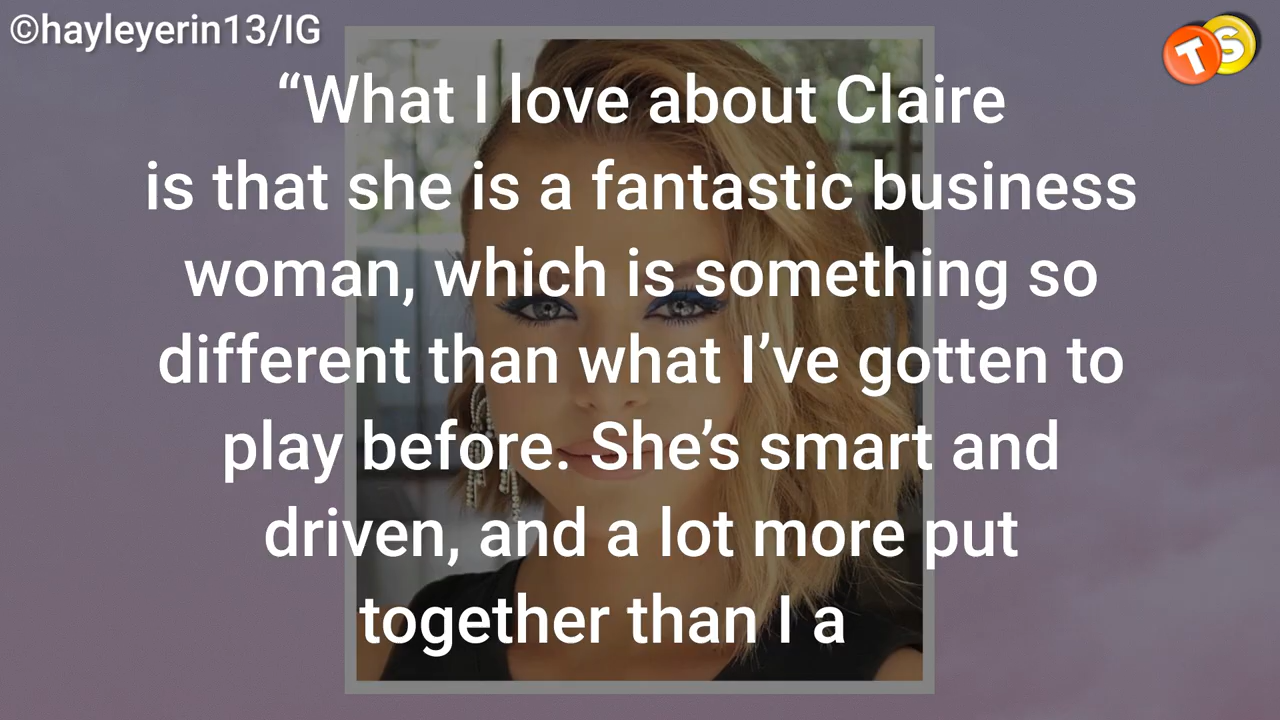 ©hayleyerin13/IG
TS
“What I love about Claire
is that she is a fantastic business
woman, which is something so
different than what I’ve gotten to
play before. She’s smart and
driven, and a lot more put
together than I a